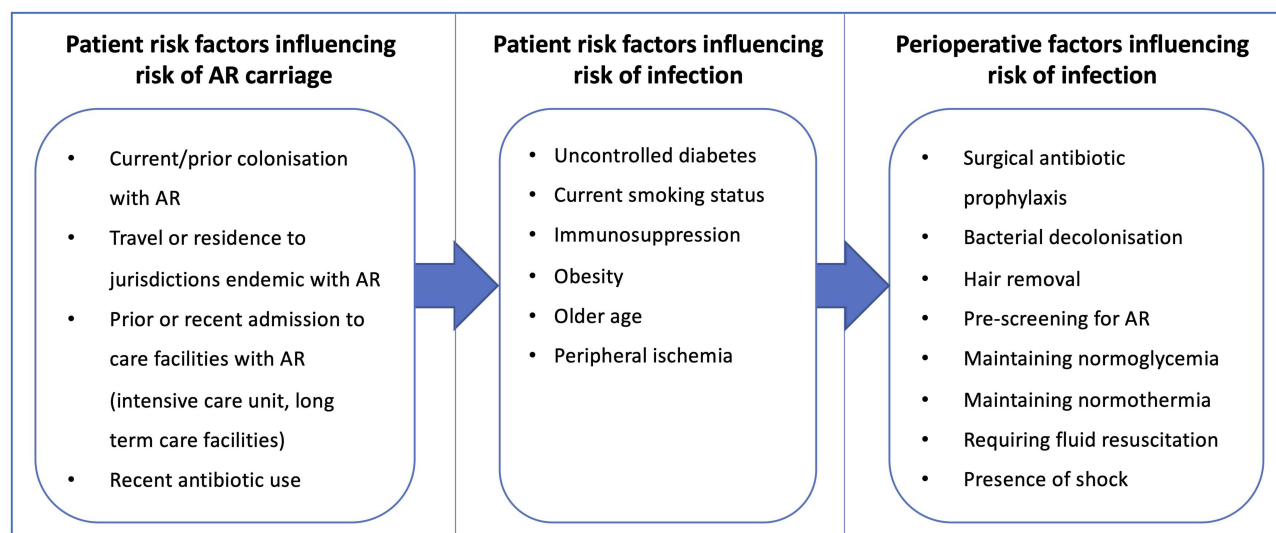 Patient risk factors influencing
risk of AR carriage
• Current/prior colonisation
with AR
• Travel or residence to
jurisdictions endemic with AR
• Prior or recent admission to
care facilities with AR
(intensive care unit, long
term care facilities)
• Recent antibiotic use
Patient risk factors influencing
risk of infection
• Uncontrolled diabetes
• Current smoking status
• Immunosuppression
• Obesity
• Older age
• Peripheral ischemia
Perioperative factors influencing
risk of infection
• Surgical antibiotic
prophylaxis
• Bacterial decolonisation
• Hair removal
• Pre-screening for AR
• Maintaining normoglycemia
• Maintaining normothermia
• Requiring fluid resuscitation
• Presence of shock